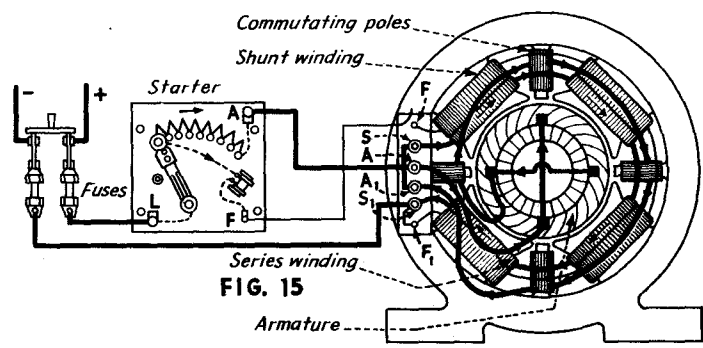 Commutating poles
Shunt winding
Starter
- +
A
F
S
A
A1
S1
F1
Fuses
L
F
Series winding
FIG. 15
Armature